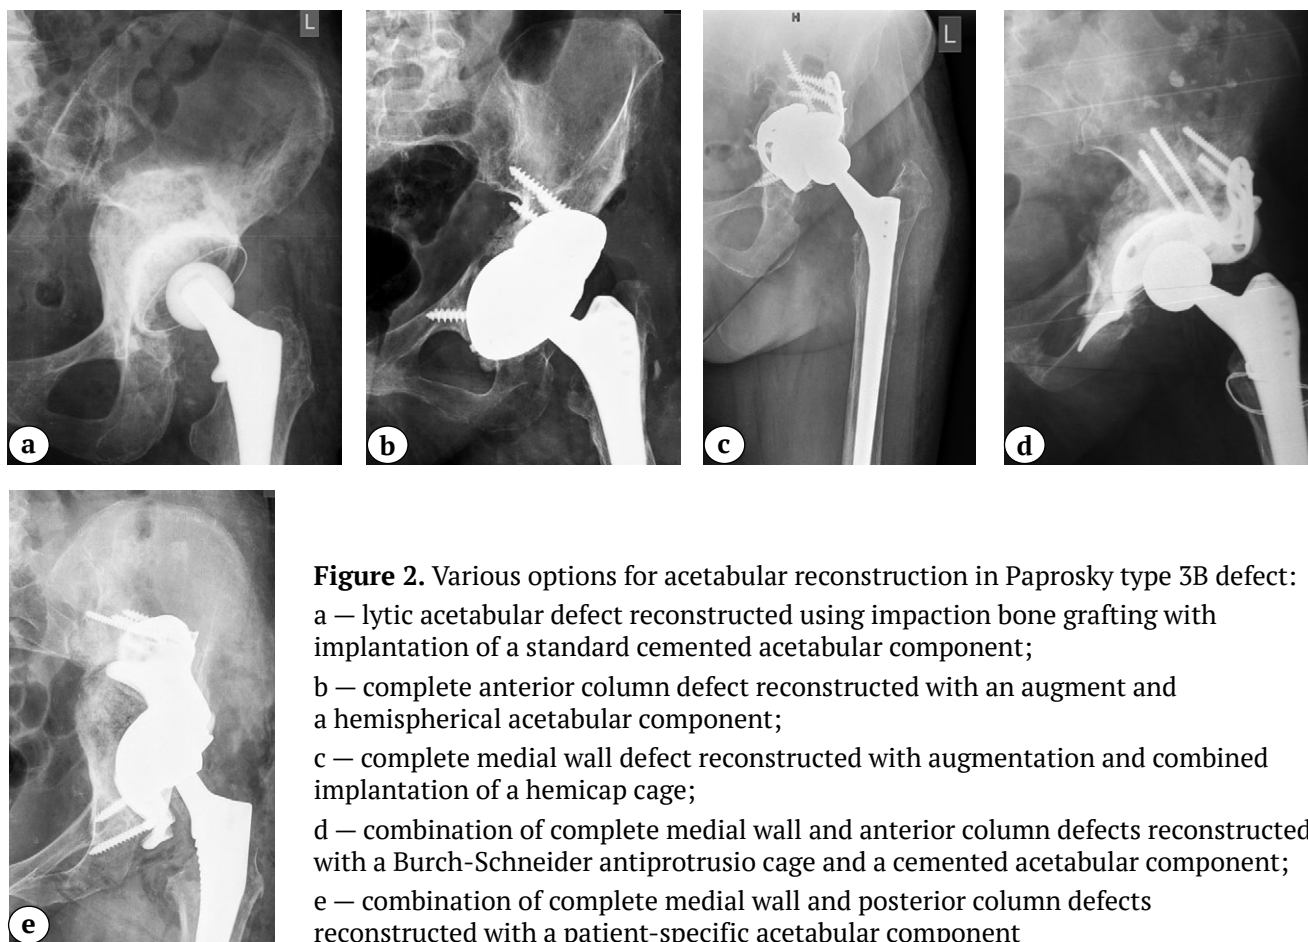 L
H
L
a
b
c
d
Figure 2. Various options for acetabular reconstruction in Paprosky type 3B defect:
a — lytic acetabular defect reconstructed using impaction bone grafting with
implantation of a standard cemented acetabular component;
b — complete anterior column defect reconstructed with an augment and
a hemispherical acetabular component;
c — complete medial wall defect reconstructed with augmentation and combined
implantation of a hemicap cage;
d — combination of complete medial wall and anterior column defects reconstructed
with a Burch-Schneider antiprotrusio cage and a cemented acetabular component;
e — combination of complete medial wall and posterior column defects
reconstructed with a patient-specific acetabular component
e